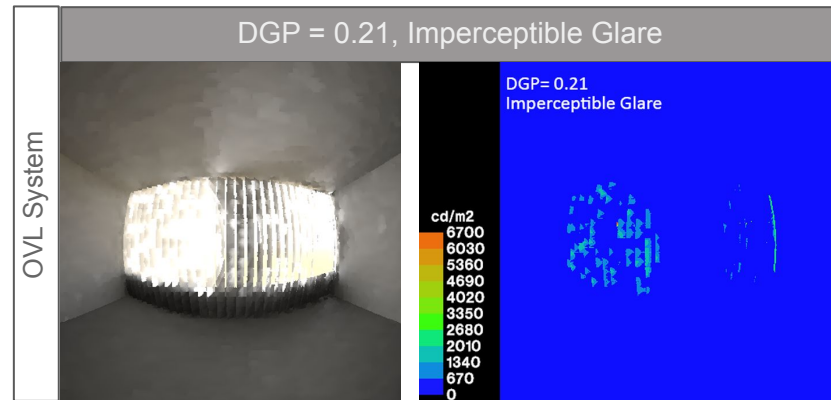 DGP = 0.21, Imperceptible Glare
OVL System
DGP= 0.21
Imperceptible Glare
cd/m2
6700
6030
5360
4690
4020
3350
2680
2010
1340
670
0